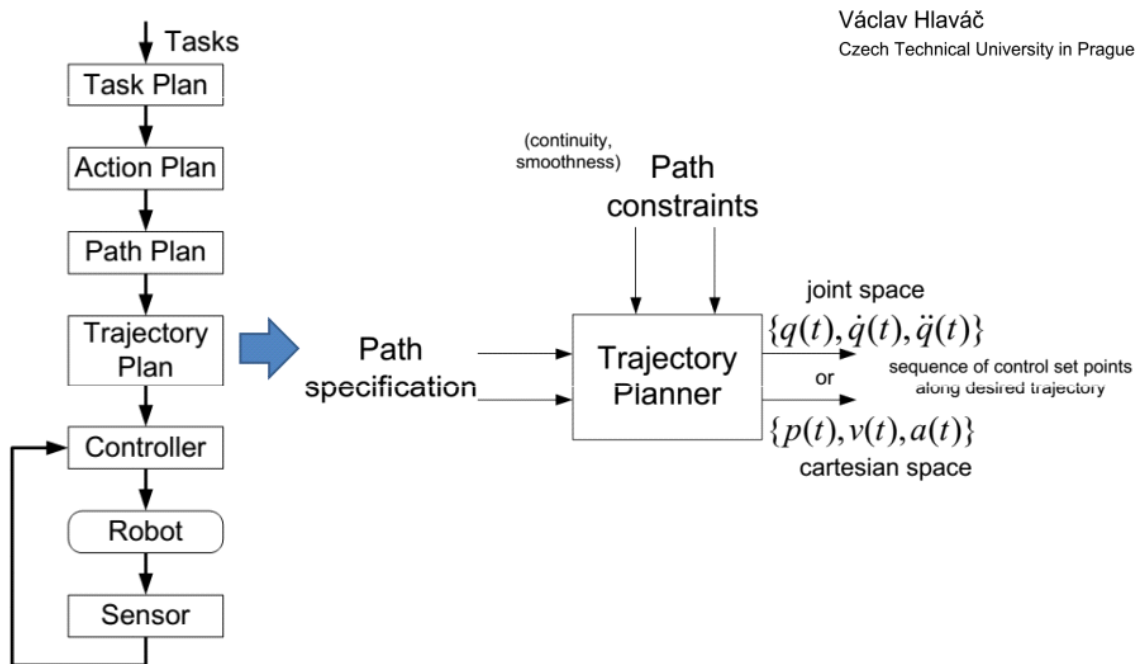 Václav Hlaváč
Czech Technical University in Prague
Tasks
Task Plan
Action Plan
Path Plan
Trajectory
Plan
Controller
Robot
Sensor
Path
specification
(continuity,
smoothness)
Path
constraints
Trajectory
Planner
joint space
{q(t), q̇(t), q̈(t)}
or
{p(t), v(t), a(t)}
cartesian space
sequence of control set points
along desired trajectory